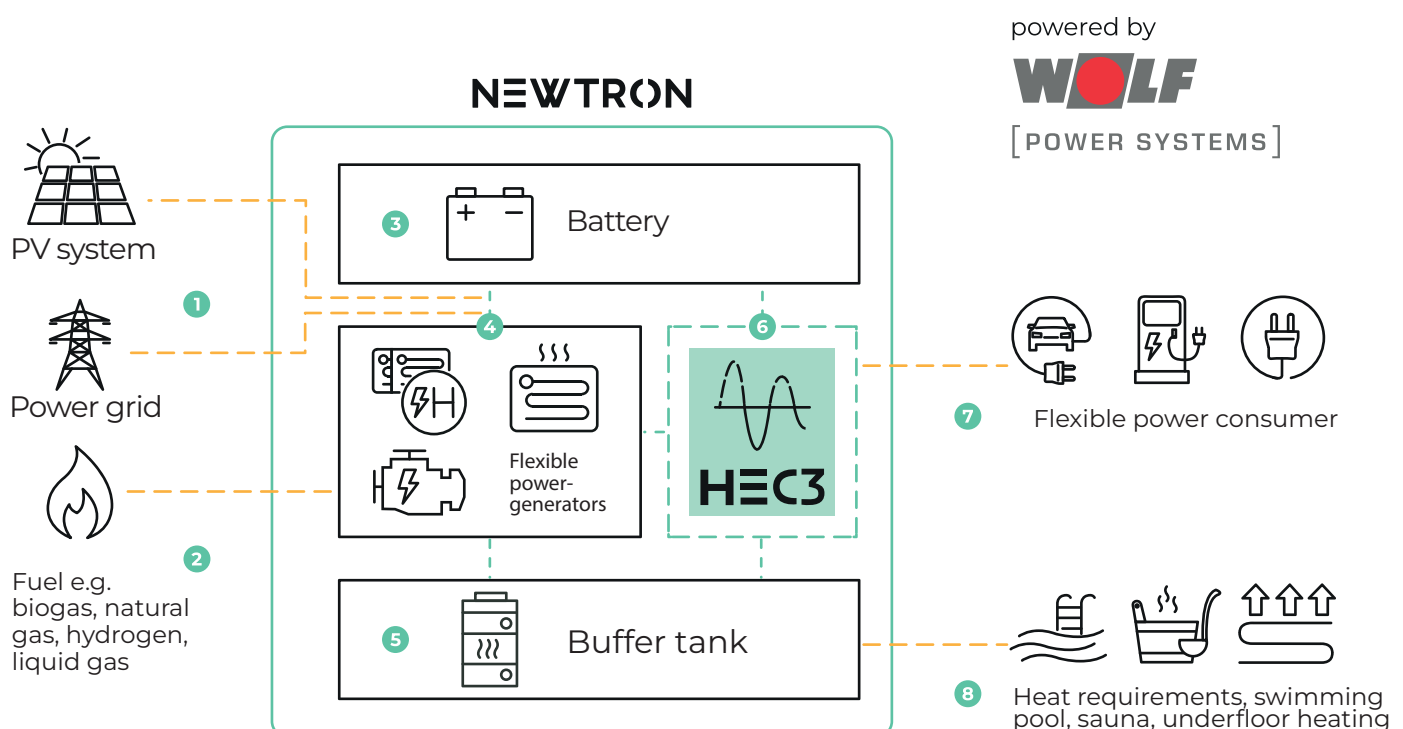 powered by
WOLF
[POWER SYSTEMS]
NEWTRON
PV system
1
Power grid
2
Fuel e.g.
biogas, natural
gas, hydrogen,
liquid gas
3
+ −
Battery
4
H
Flexible
power-
generators
6
HEC3
5
Buffer tank
7
Flexible power consumer
8
Heat requirements, swimming
pool, sauna, underfloor heating